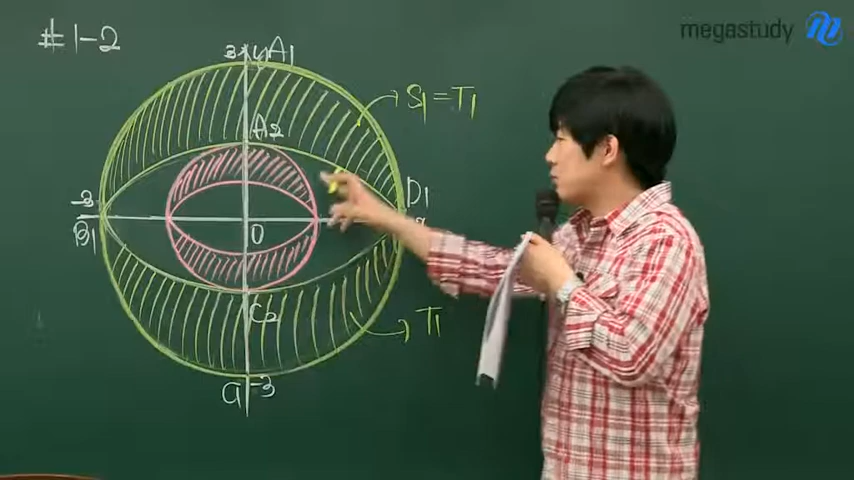 #1-2
megastudy
3 y A1
S1=T1
A2
-3
D1
B1
O
C2
T1
C1 -3